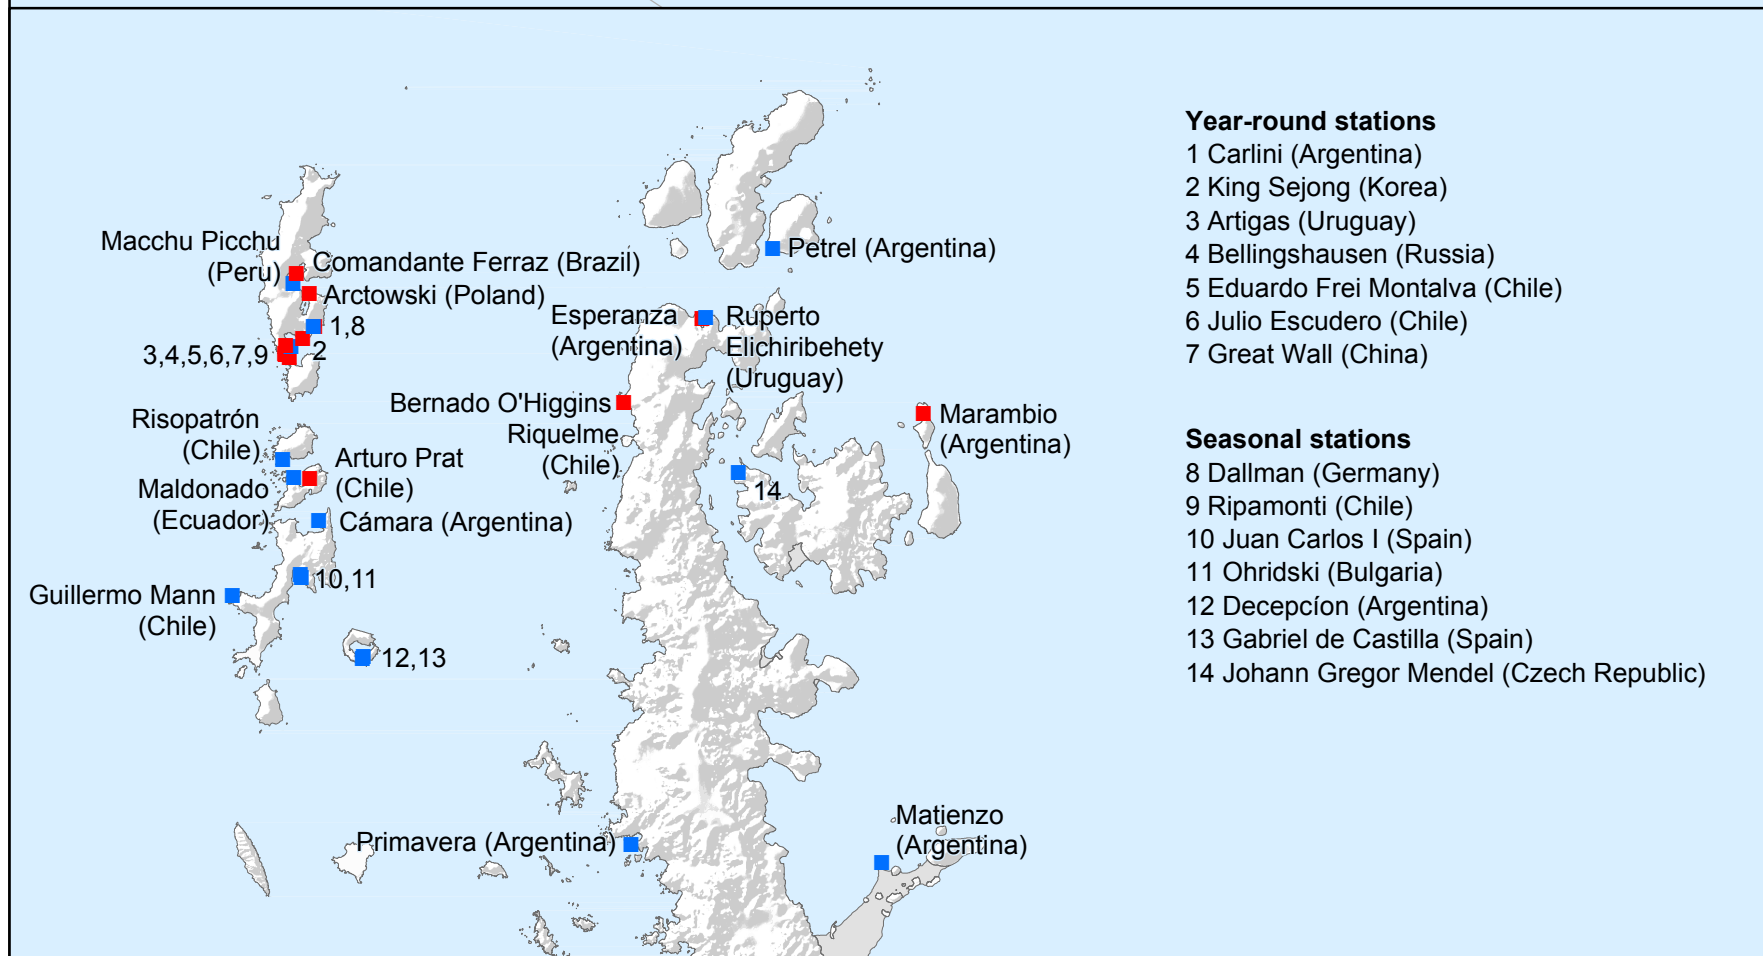 Macchu Picchu
(Peru)
Comandante Ferraz (Brazil)
Arctowski (Poland)
1,8
2
3,4,5,6,7,9
Risopatrón
(Chile)
Arturo Prat
(Chile)
Maldonado
(Ecuador)
Cámara (Argentina)
10,11
Guillermo Mann
(Chile)
12,13
Petrel (Argentina)
Esperanza
(Argentina)
Ruperto
Elichiribehety
(Uruguay)
Bernado O'Higgins
Riquelme
(Chile)
Marambio
(Argentina)
14
Primavera (Argentina)
Matienzo
(Argentina)
Year-round stations
1 Carlini (Argentina)
2 King Sejong (Korea)
3 Artigas (Uruguay)
4 Bellingshausen (Russia)
5 Eduardo Frei Montalva (Chile)
6 Julio Escudero (Chile)
7 Great Wall (China)
Seasonal stations
8 Dallman (Germany)
9 Ripamonti (Chile)
10 Juan Carlos I (Spain)
11 Ohridski (Bulgaria)
12 Decepcíon (Argentina)
13 Gabriel de Castilla (Spain)
14 Johann Gregor Mendel (Czech Republic)